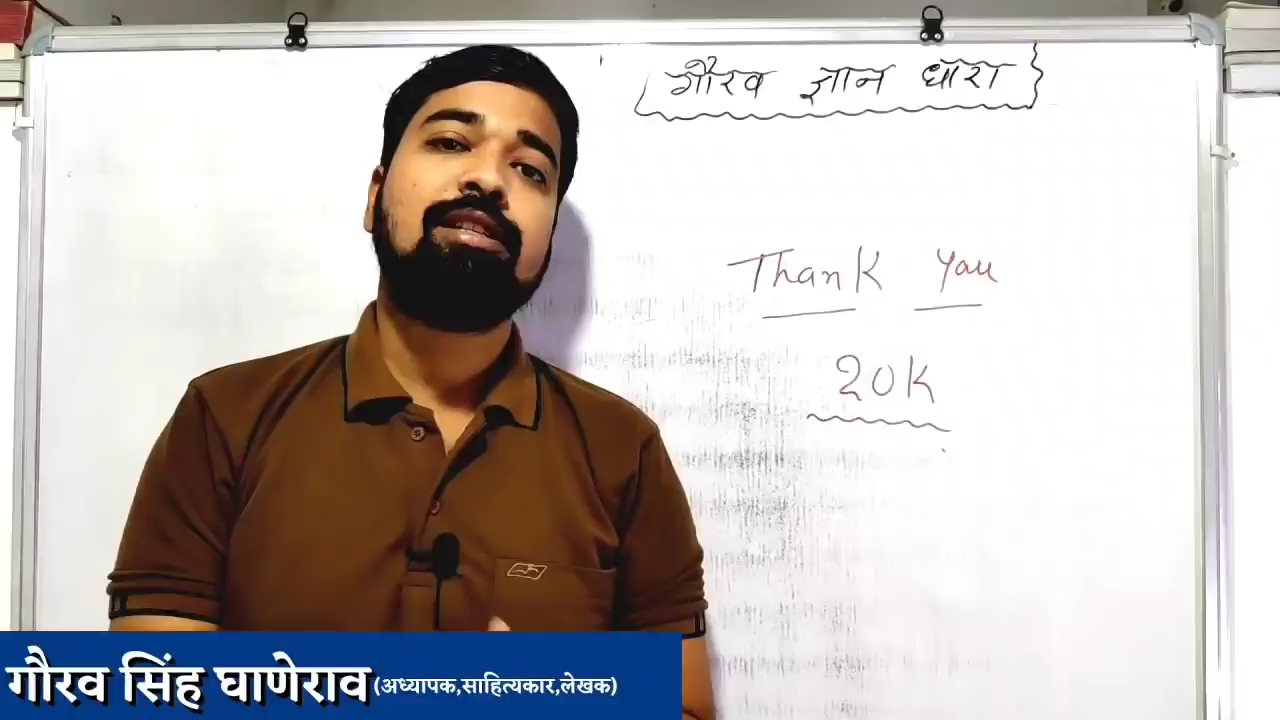 गौरव ज्ञान धारा
Thank You
20K
गौरव सिंह घाणेराव (अध्यापक,साहित्यकार,लेखक)